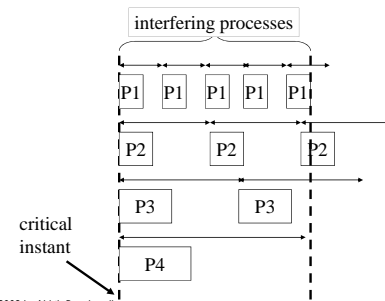 interfering processes
P1 P1 P1 P1 P1
P2 P2 P2
P3 P3
critical
instant
P4